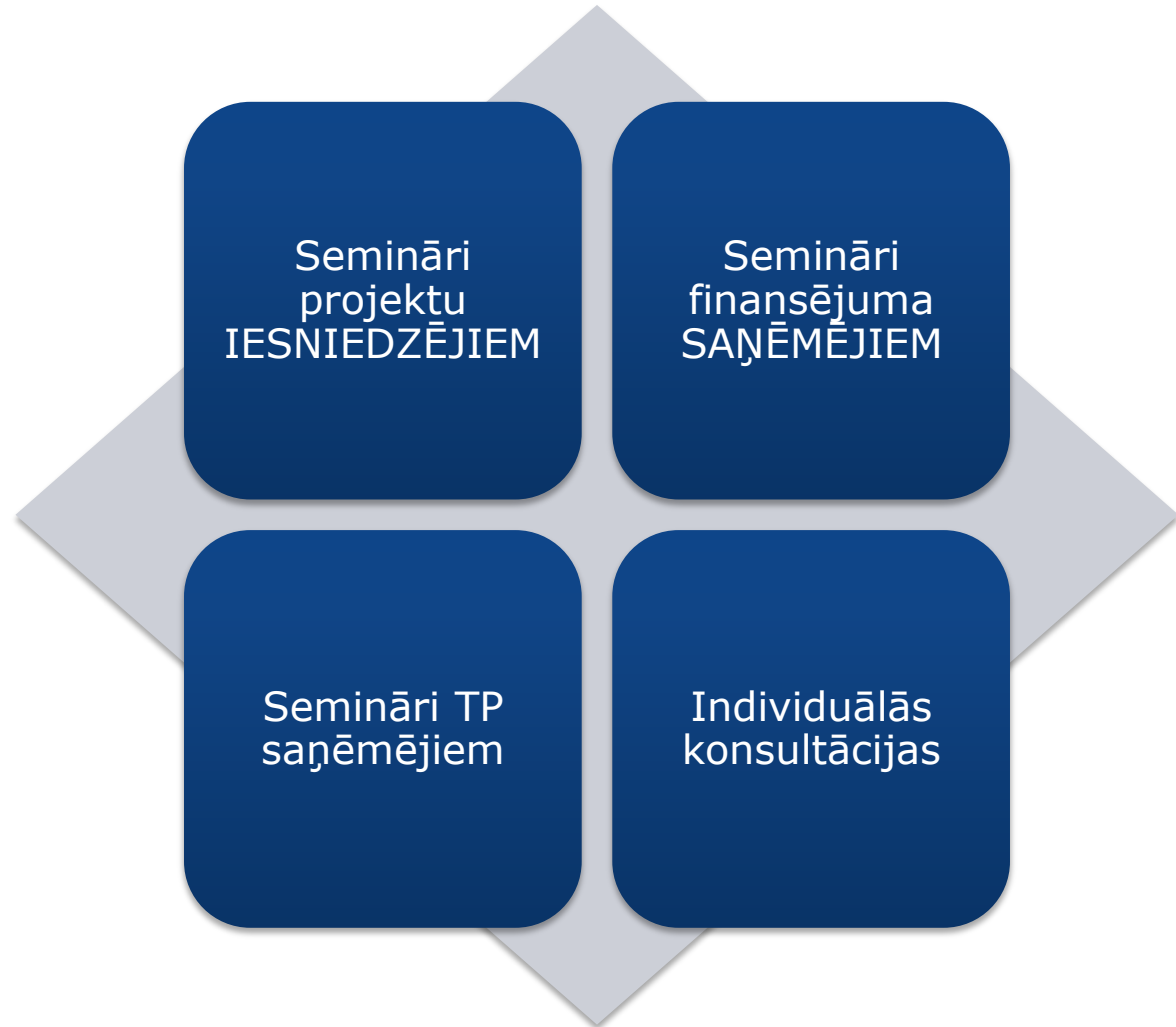 Semināri
projektu
IESNIEDZĒJIEM
Semināri
finansējuma
SAŅĒMĒJIEM
Semināri TP
saņēmējiem
Individuālās
konsultācijas